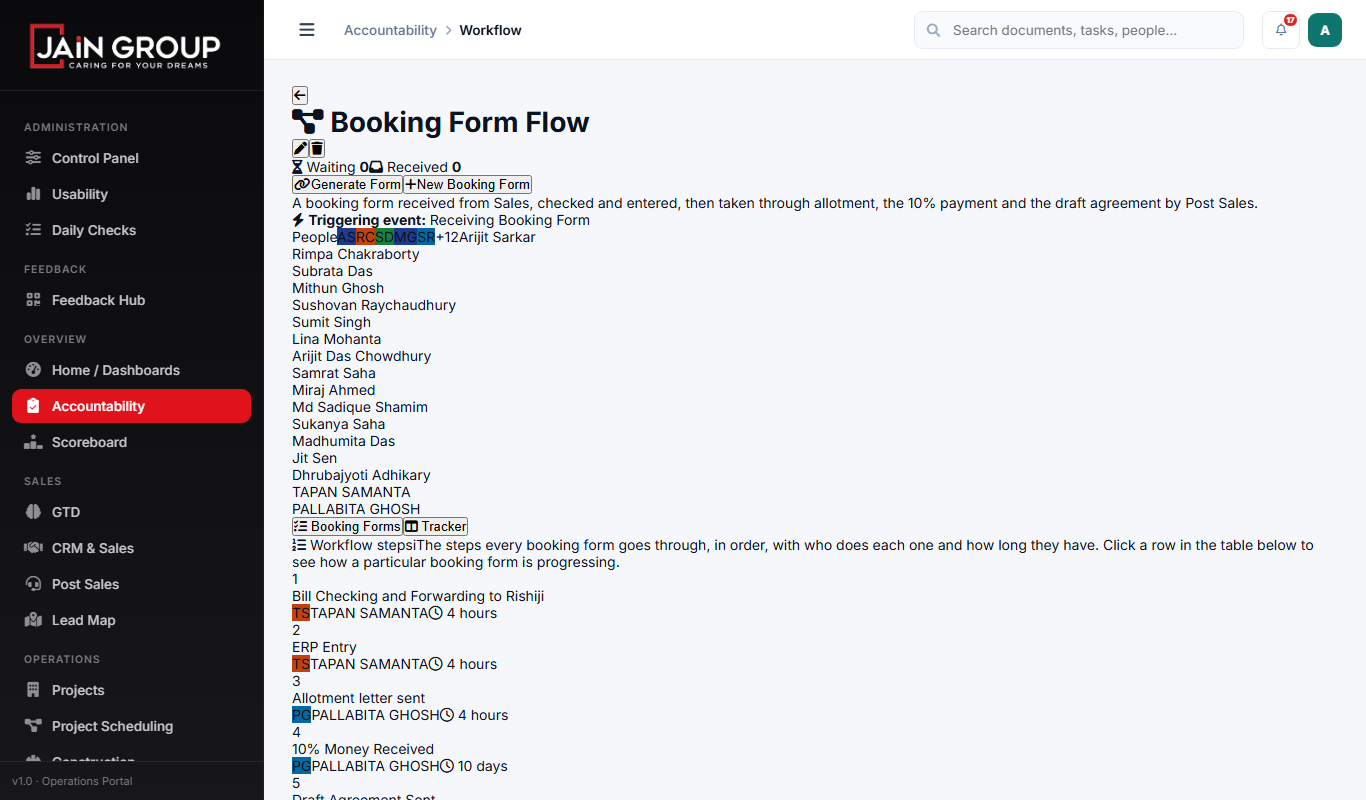 JAIN GROUP
CARING FOR YOUR DREAMS
ADMINISTRATION
Control Panel
Usability
Daily Checks
FEEDBACK
Feedback Hub
OVERVIEW
Home / Dashboards
Accountability
Scoreboard
SALES
GTD
CRM & Sales
Post Sales
Lead Map
OPERATIONS
Projects
Project Scheduling
Construction
v1.0 · Operations Portal
Accountability > Workflow
Search documents, tasks, people...
17
A
Booking Form Flow
Waiting 0 Received 0
Generate Form +New Booking Form
A booking form received from Sales, checked and entered, then taken through allotment, the 10% payment and the draft agreement by Post Sales.
Triggering event: Receiving Booking Form
PeopleASRCSDMGSR+12Arijit Sarkar
Rimpa Chakraborty
Subrata Das
Mithun Ghosh
Sushovan Raychaudhury
Sumit Singh
Lina Mohanta
Arijit Das Chowdhury
Samrat Saha
Miraj Ahmed
Md Sadique Shamim
Sukanya Saha
Madhumita Das
Jit Sen
Dhrubajyoti Adhikary
TAPAN SAMANTA
PALLABITA GHOSH
Booking Forms Tracker
Workflow stepsiThe steps every booking form goes through, in order, with who does each one and how long they have. Click a row in the table below to
see how a particular booking form is progressing.
1
Bill Checking and Forwarding to Rishiji
TSTAPAN SAMANTA 4 hours
2
ERP Entry
TSTAPAN SAMANTA 4 hours
3
Allotment letter sent
PGPALLABITA GHOSH 4 hours
4
10% Money Received
PGPALLABITA GHOSH 10 days
5
Draft Agreement Sent